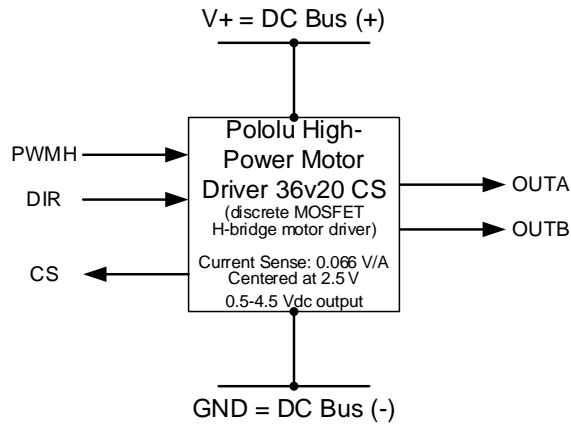 V+ = DC Bus (+)
Pololu High-
Power Motor
Driver 36v20 CS
(discrete MOSFET
H-bridge motor driver)
Current Sense: 0.066 V/A
Centered at 2.5 V
0.5-4.5 Vdc output
PWMH
DIR
CS
OUTA
OUTB
GND = DC Bus (-)